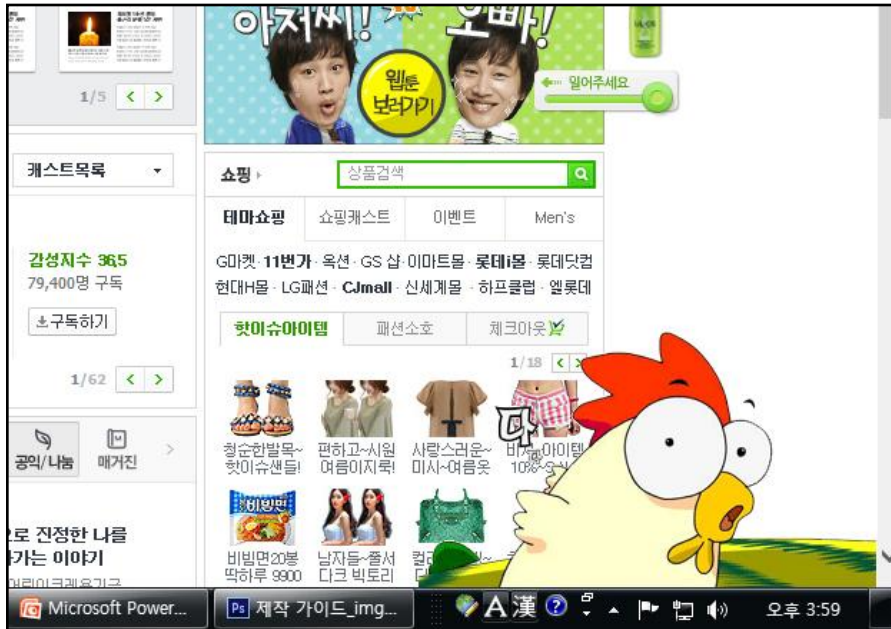 아저씨!
오빠!
웹툰
보러가기
밀어주세요
1/5
캐스트목록
감성지수 36.5
79,400명 구독
구독하기
1/62
공익/나눔
매거진
으로 진정한 나를
가는 이야기
쇼핑
상품검색
테마쇼핑 쇼핑캐스트 이벤트 Men's
G마켓 · 11번가 · 옥션 · GS 샵 · 이마트몰 · 롯데i몰 · 롯데닷컴
현대H몰 · LG패션 · CJmall · 신세계몰 · 하프클럽 · 엘롯데
핫이슈아이템 패션소호 체크아웃
1/18
청순한발목~ 편하고~시원 사랑스러운~
핫이슈샌들! 여름이지룩! 미시~여름옷 10%
다
비빔면
비빔면20봉 남자들~줄서
딱하루 9900 다크 빅토리
Microsoft Power...
Ps 제작 가이드_img...
A 漢
오후 3:59